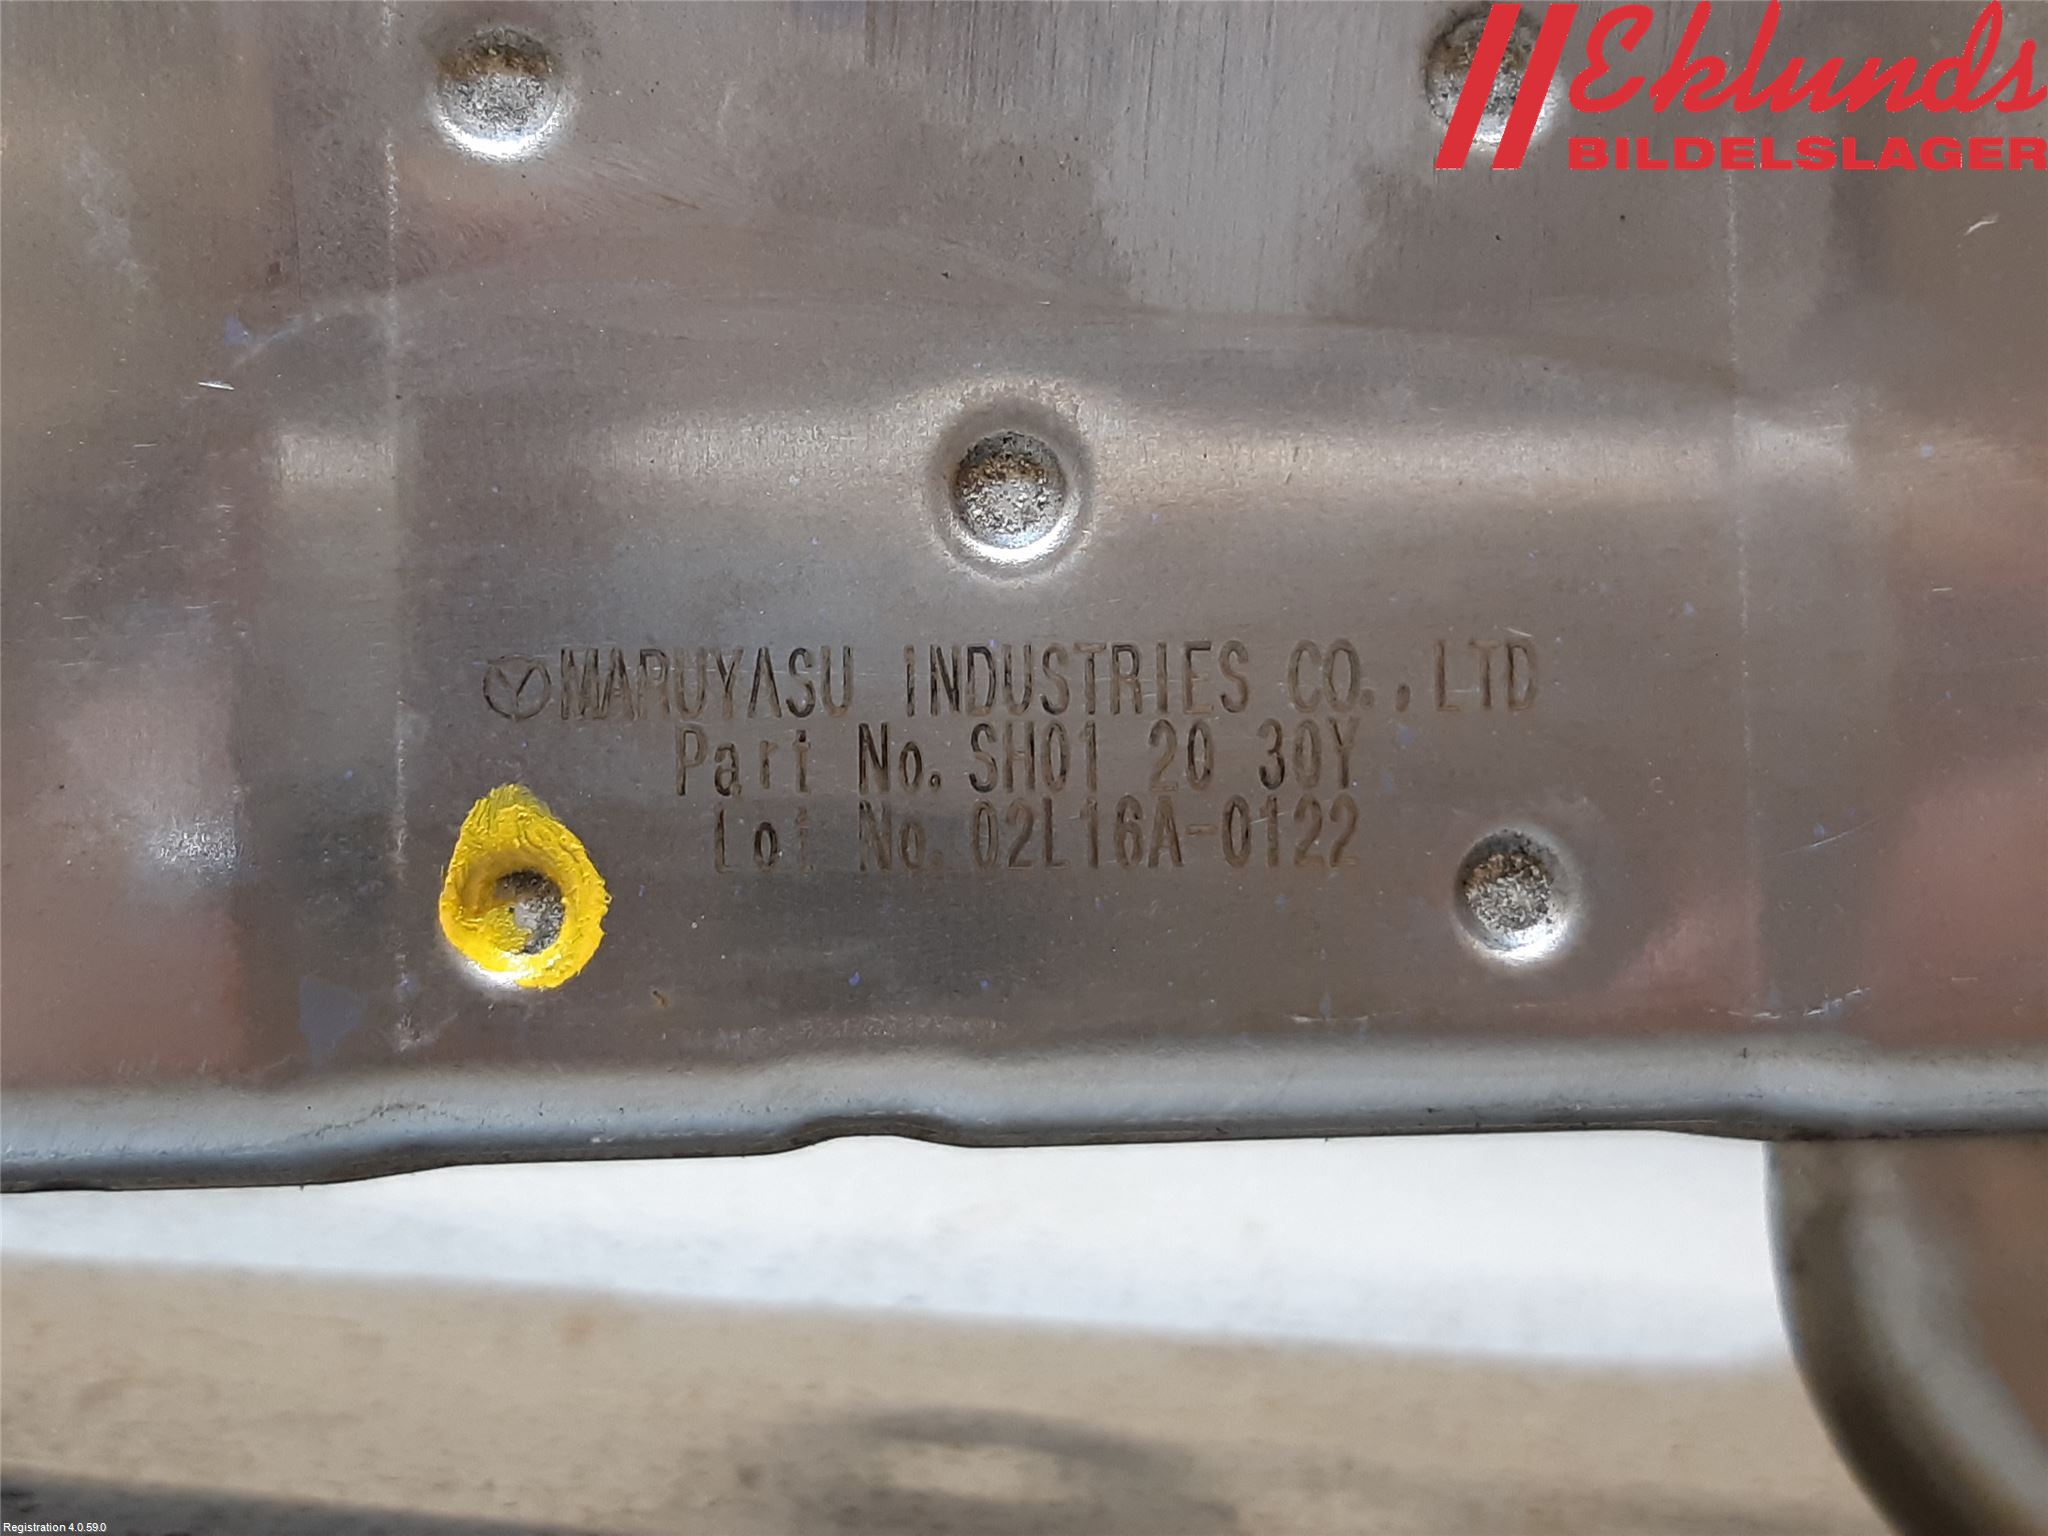 Eklunds
BILDELSLAGER
MARUYASU INDUSTRIES CO.,LTD
Part No. SH01 20 30Y
Lot No. 02L16A-0122
Registration 4.0.59.0